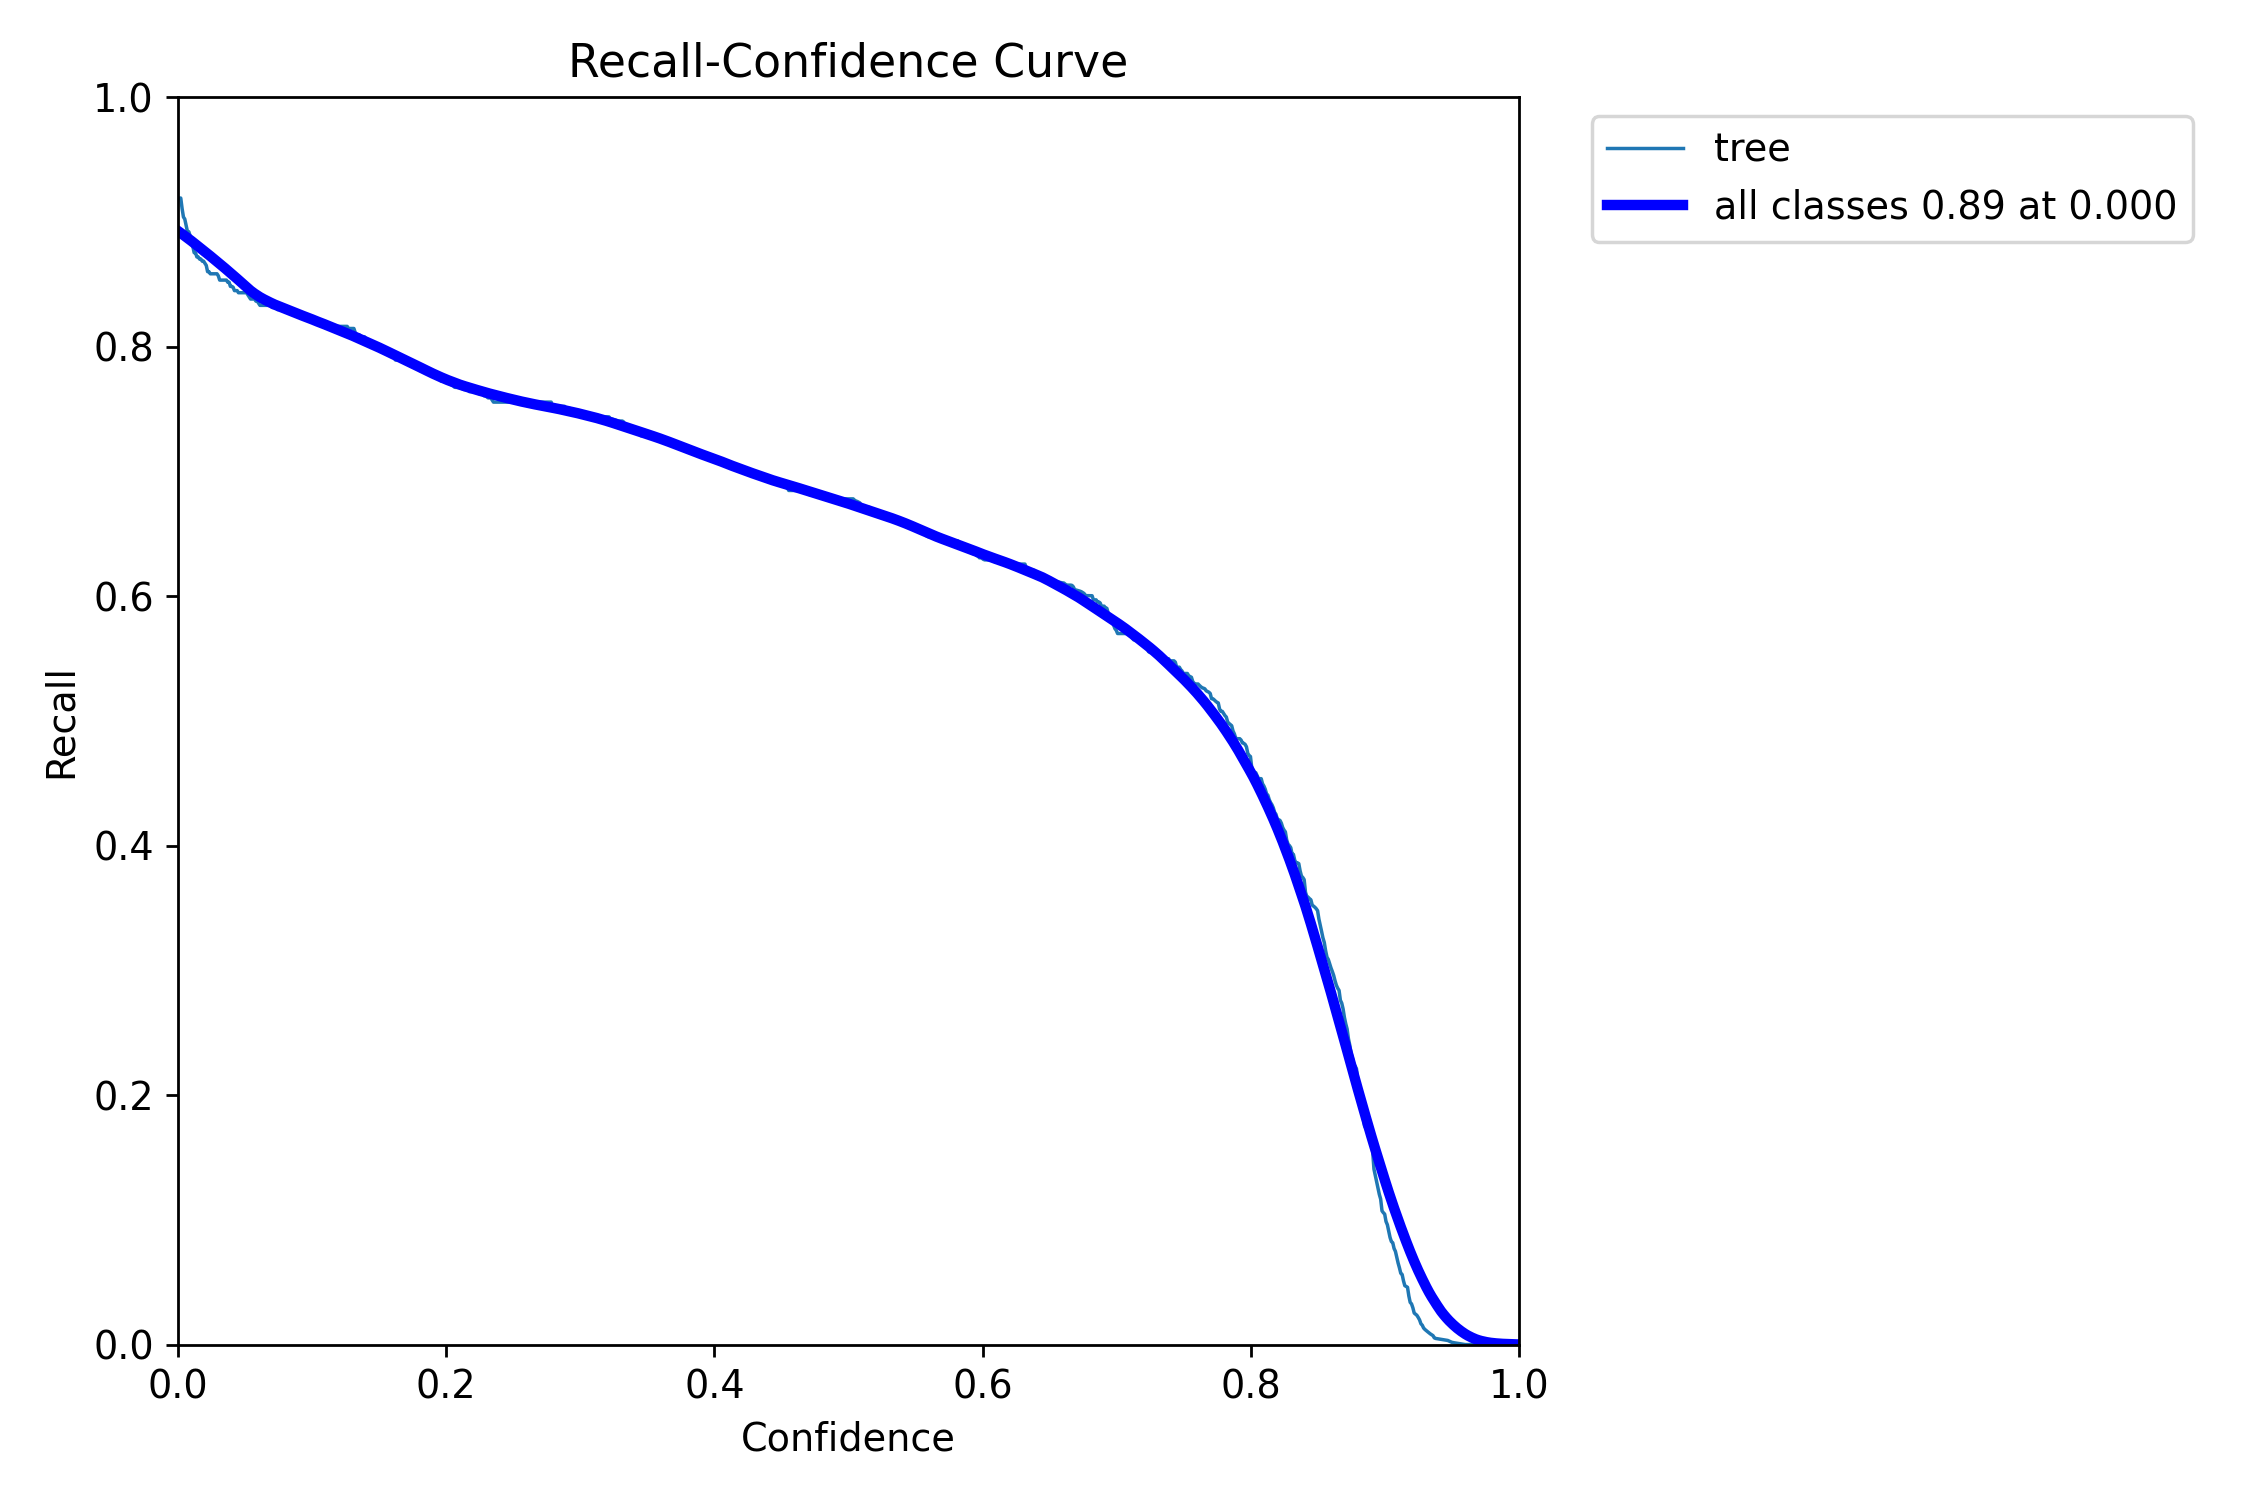 Recall-Confidence Curve
1.0
0.8
0.6
0.4
0.2
0.0
Recall
0.0 0.2 0.4 0.6 0.8 1.0
Confidence
tree
all classes 0.89 at 0.000